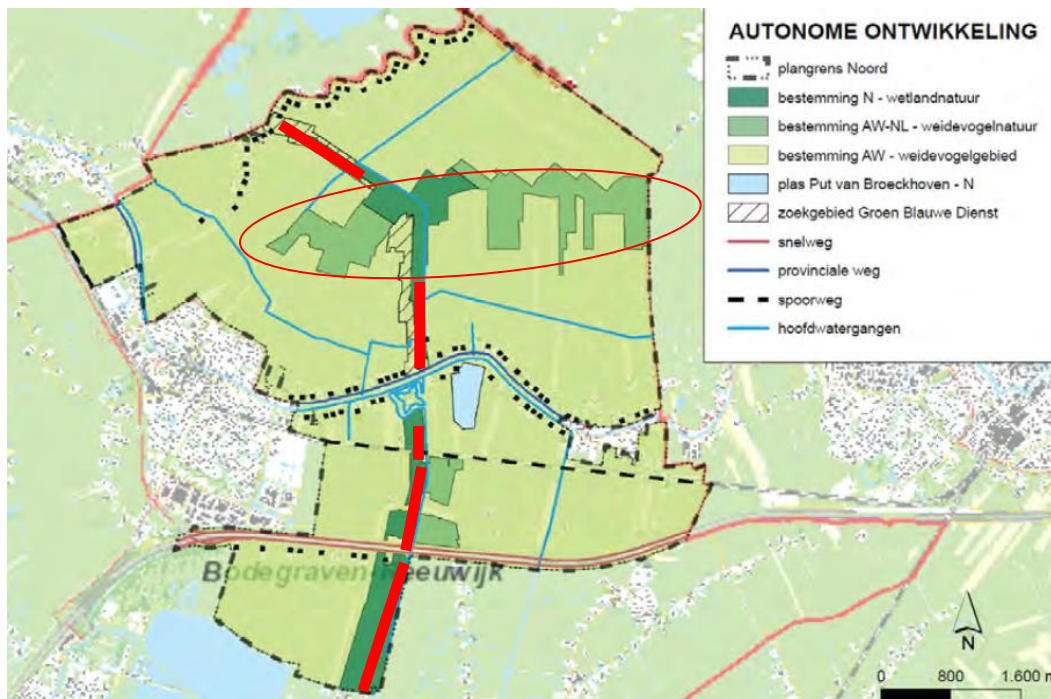 AUTONOME ONTWIKKELING
plangrens Noord
bestemming N - wetlandnatuur
bestemming AW-NL - weidevogelnatuur
bestemming AW - weidevogelgebied
plas Put van Broeckhoven - N
zoekgebied Groen Blauwe Dienst
snelweg
provinciale weg
spoorweg
hoofdwatergangen
Bodegraven-Reeuwijk
N
0 800 1.600 m